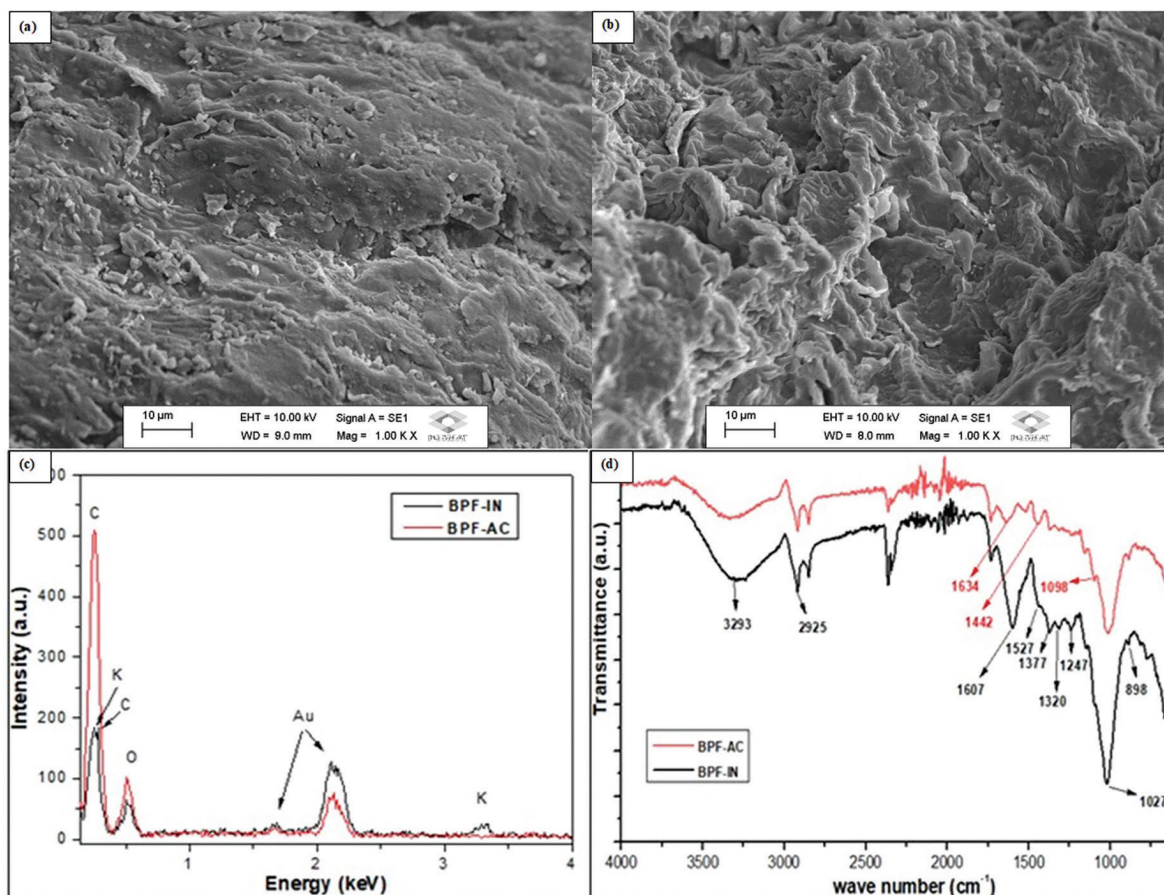 (a)
10 µm
EHT = 10.00 kV
Signal A = SE1
WD = 9.0 mm
Mag = 1.00 K X
(b)
10 µm
EHT = 10.00 kV
Signal A = SE1
WD = 8.0 mm
Mag = 1.00 K X
(c)
BPF-IN
BPF-AC
C
K
C
O
Au
K
500
400
300
200
100
0
1
2
3
4
Intensity (a.u.)
Energy (keV)
(d)
1634
1442
1098
3293
2925
1527
1377
1247
1607
1320
898
1027
BPF-AC
BPF-IN
4000
3500
3000
2500
2000
1500
1000
Transmittance (a.u.)
wave number (cm⁻¹)